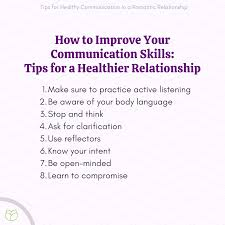 Tips for Healthy Communication in a Romantic Relationship
How to Improve Your
Communication Skills:
Tips for a Healthier Relationship
1. Make sure to practice active listening
2. Be aware of your body language
3. Stop and think
4. Ask for clarification
5. Use reflectors
6. Know your intent
7. Be open-minded
8. Learn to compromise